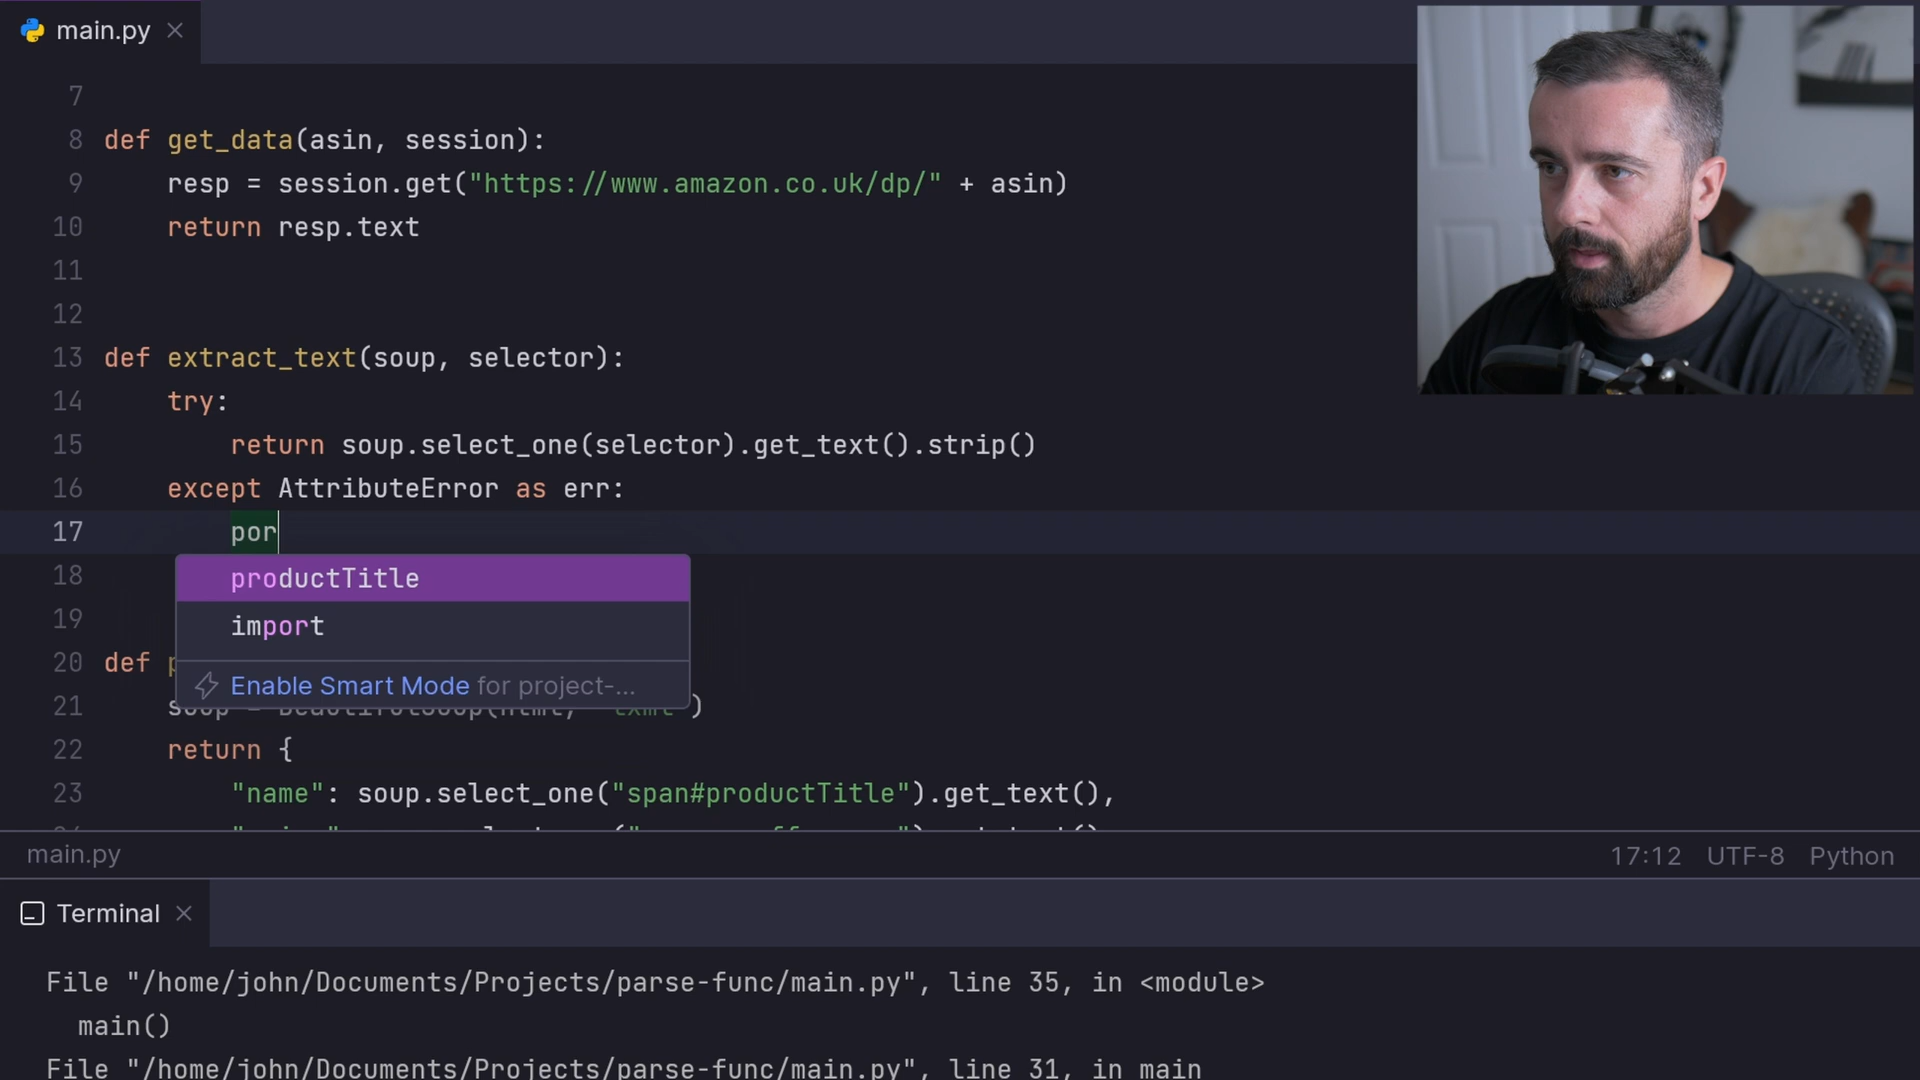 main.py
7
8 def get_data(asin, session):
9 resp = session.get("https://www.amazon.co.uk/dp/" + asin)
10 return resp.text
11
12
13 def extract_text(soup, selector):
14 try:
15 return soup.select_one(selector).get_text().strip()
16 except AttributeError as err:
17 por
productTitle
18
import
19
20 def
Enable Smart Mode for project-...
21 soup = BeautifulSoup(html, "lxml")
22 return {
23 "name": soup.select_one("span#productTitle").get_text(),
main.py
17:12 UTF-8 Python
Terminal
File "/home/john/Documents/Projects/parse-func/main.py", line 35, in <module>
main()
File "/home/john/Documents/Projects/parse-func/main.py", line 31, in main